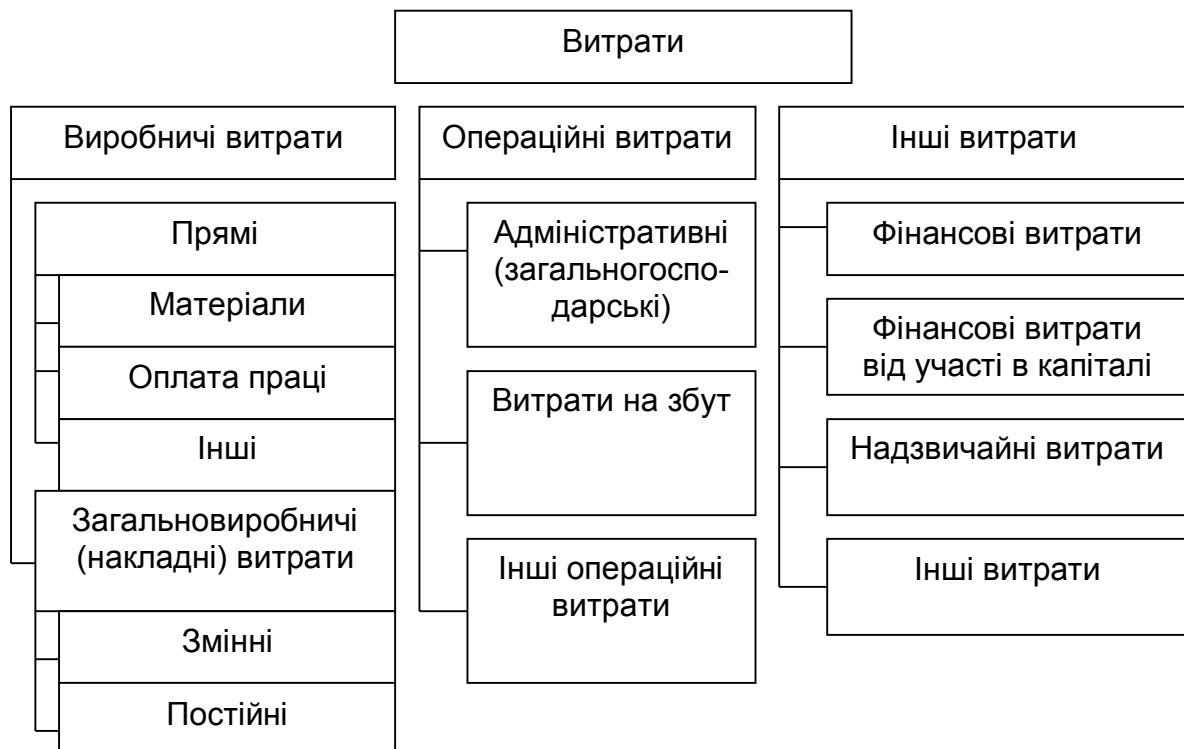 Витрати
Виробничі витрати
Прямі
Матеріали
Оплата праці
Інші
Загальновиробничі
(накладні) витрати
Змінні
Постійні
Операційні витрати
Адміністративні
(загальногоспо-
дарські)
Витрати на збут
Інші операційні
витрати
Інші витрати
Фінансові витрати
Фінансові витрати
від участі в капіталі
Надзвичайні витрати
Інші витрати